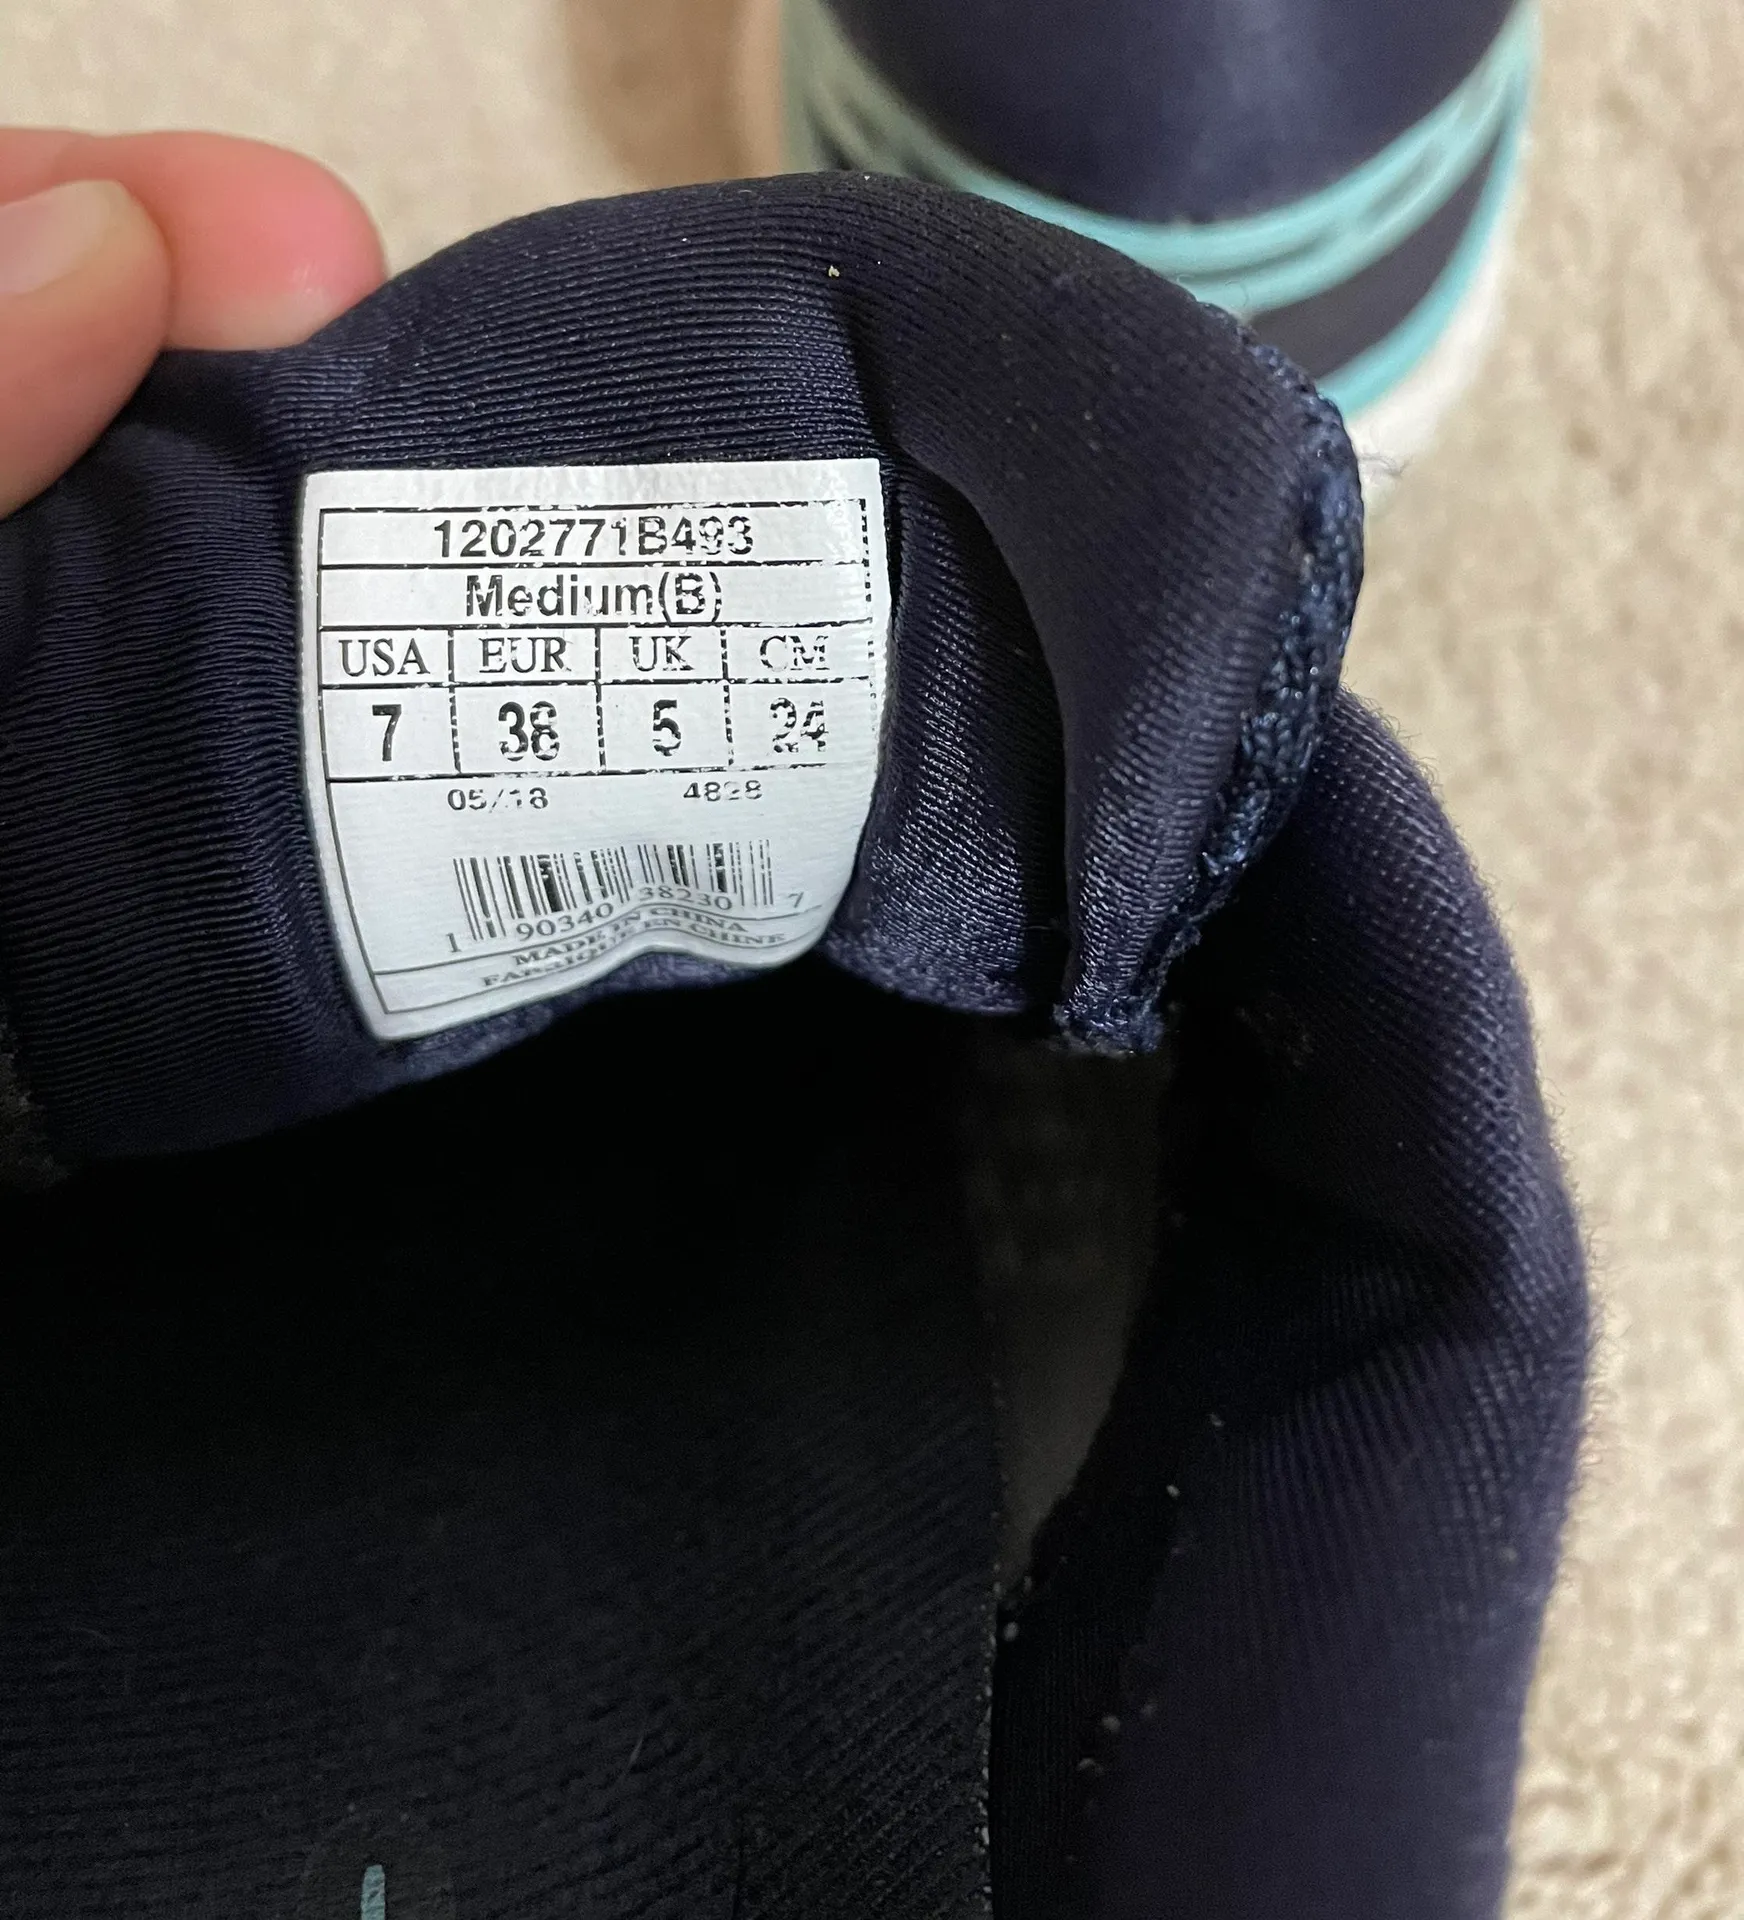 1202771B493
Medium(B)
USA EUR UK CM
7 38 5 24
05/18 4828
1 90340 38230 7
MADE IN CHINA
FABRIQUE EN CHINE